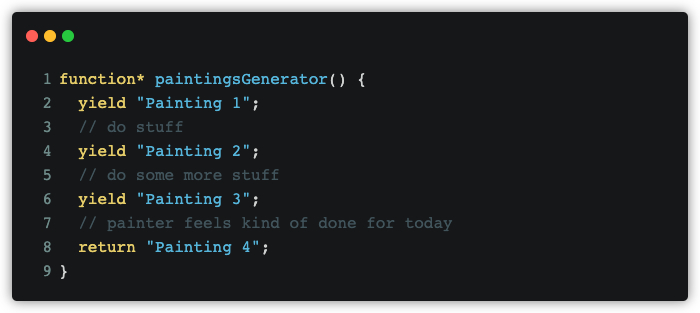 1 function* paintingsGenerator() {
2   yield "Painting 1";
3   // do stuff
4   yield "Painting 2";
5   // do some more stuff
6   yield "Painting 3";
7   // painter feels kind of done for today
8   return "Painting 4";
9 }